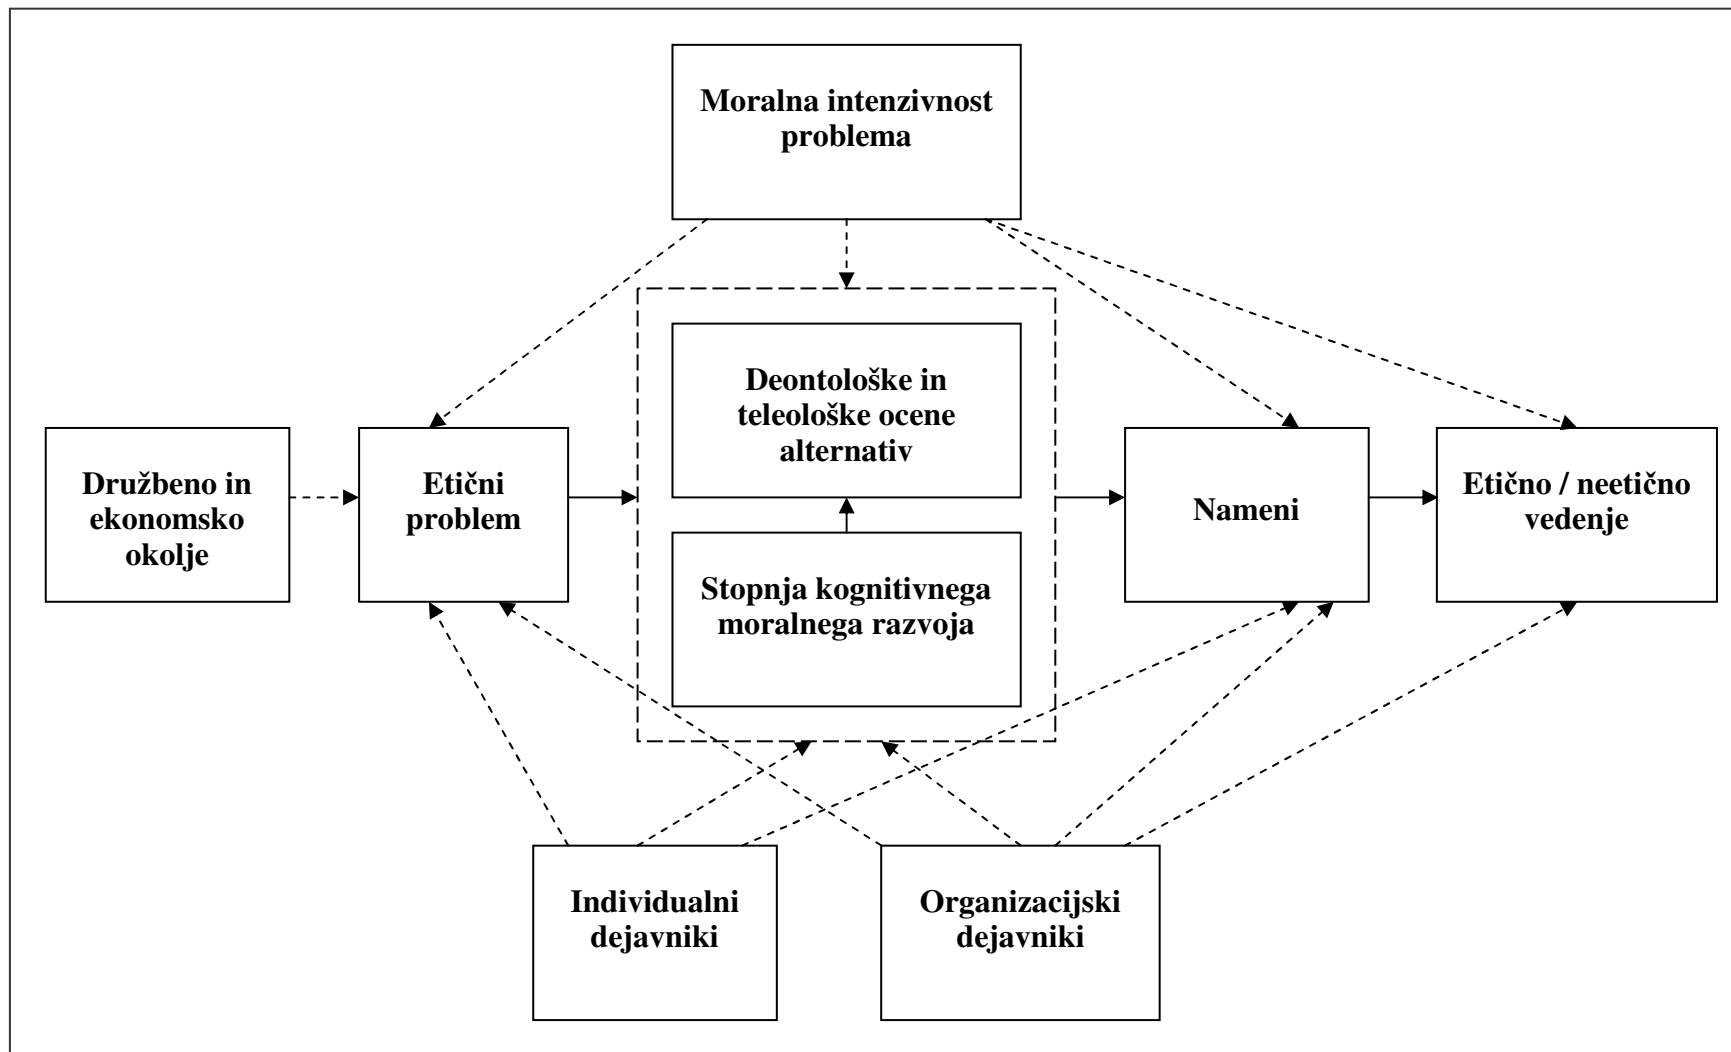 Moralna intenzivnost
problema
Deontološke in
teleološke ocene
alternativ
Družbeno in
ekonomsko
okolje
Etični
problem
Nameni
Etično / neetično
vedenje
Stopnja kognitivnega
moralnega razvoja
Individualni
dejavniki
Organizacijski
dejavniki